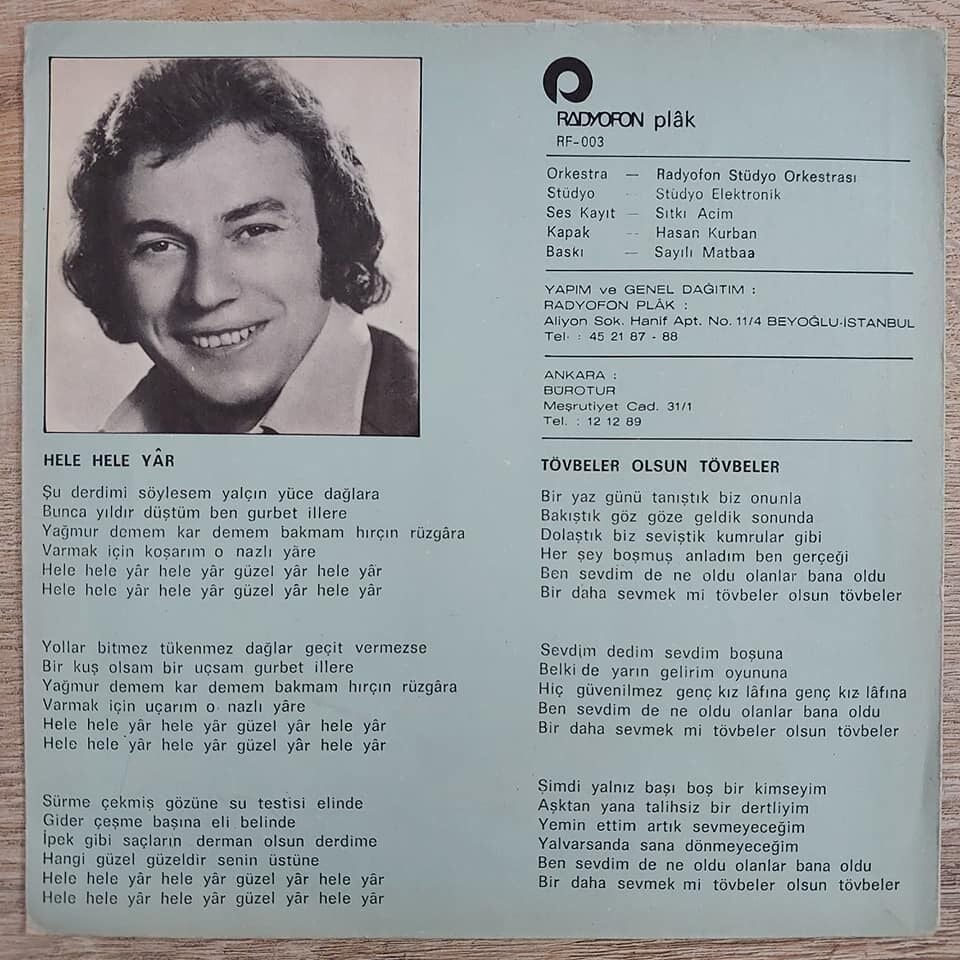 RADYOFON plâk
RF-003
Orkestra — Radyofon Stüdyo Orkestrası
Stüdyo — Stüdyo Elektronik
Ses Kayıt — Sıtkı Acim
Kapak — Hasan Kurban
Baskı — Sayılı Matbaa
YAPIM ve GENEL DAĞITIM :
RADYOFON PLÂK :
Aliyon Sok. Hanif Apt. No. 11/4 BEYOĞLU-İSTANBUL
Tel. : 45 21 87 - 88
ANKARA :
BÜROTUR
Meşrutiyet Cad. 31/1
Tel. : 12 12 89
HELE HELE YÂR
Şu derdimi söylesem yalçın yüce dağlara
Bunca yıldır düştüm ben gurbet illere
Yağmur demem kar demem bakmam hırçın rüzgâra
Varmak için koşarım o nazlı yâre
Hele hele yâr hele yâr güzel yâr hele yâr
Hele hele yâr hele yâr güzel yâr hele yâr
Yollar bitmez tükenmez dağlar geçit vermezse
Bir kuş olsam bir uçsam gurbet illere
Yağmur demem kar demem bakmam hırçın rüzgâra
Varmak için uçarım o nazlı yâre
Hele hele yâr hele yâr güzel yâr hele yâr
Hele hele yâr hele yâr güzel yâr hele yâr
Sürme çekmiş gözüne su testisi elinde
Gider çeşme başına eli belinde
İpek gibi saçların derman olsun derdime
Hangi güzel güzeldir senin üstüne
Hele hele yâr hele yâr güzel yâr hele yâr
Hele hele yâr hele yâr güzel yâr hele yâr
TÖVBELER OLSUN TÖVBELER
Bir yaz günü tanıştık biz onunla
Bakıştık göz göze geldik sonunda
Dolaştık biz seviştik kumrular gibi
Her şey boşmuş anladım ben gerçeği
Ben sevdim de ne oldu olanlar bana oldu
Bir daha sevmek mi tövbeler olsun tövbeler
Sevdim dedim sevdim boşuna
Belki de yarın gelirim oyununa
Hiç güvenilmez genç kız lâfına genç kız lâfına
Ben sevdim de ne oldu olanlar bana oldu
Bir daha sevmek mi tövbeler olsun tövbeler
Şimdi yalnız başı boş bir kimseyim
Aşktan yana talihsiz bir dertliyim
Yemin ettim artık sevmeyeceğim
Yalvarsanda sana dönmeyeceğim
Ben sevdim de ne oldu olanlar bana oldu
Bir daha sevmek mi tövbeler olsun tövbeler